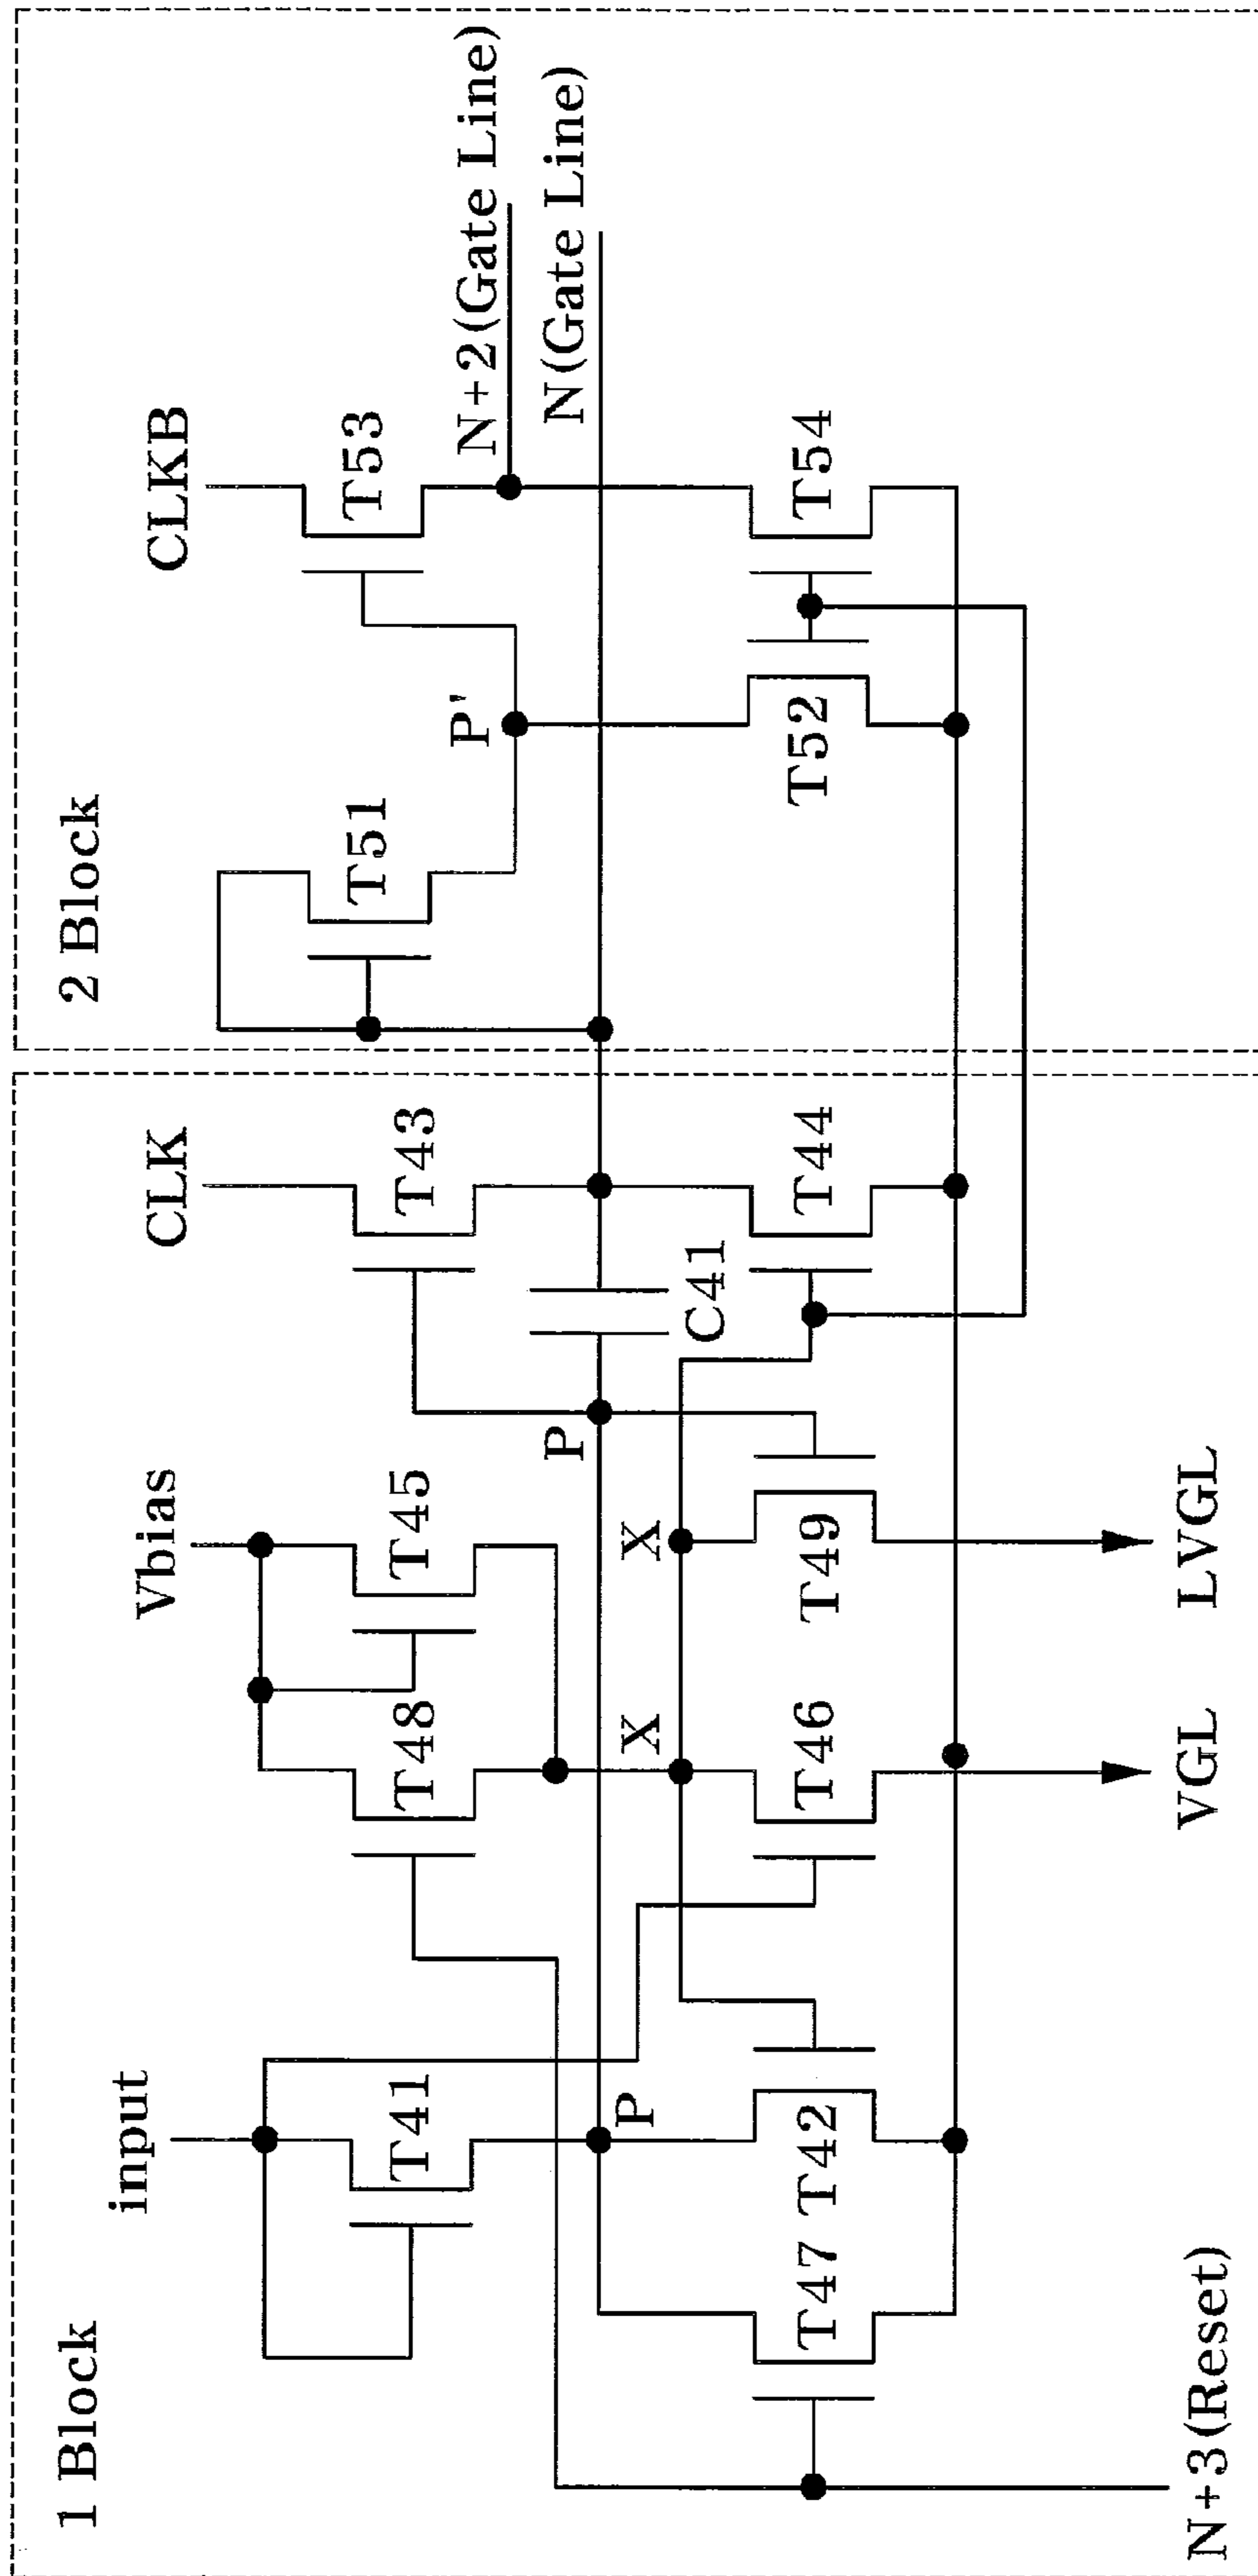 1 Block
2 Block
input
Vbias
CLK
CLKB
T41
T48
T45
T43
T51
T53
P'
N+2(Gate Line)
N(Gate Line)
P
X
X
P
C41
T47
T42
T46
T49
T44
T52
T54
N+3(Reset)
VGL
LVGL